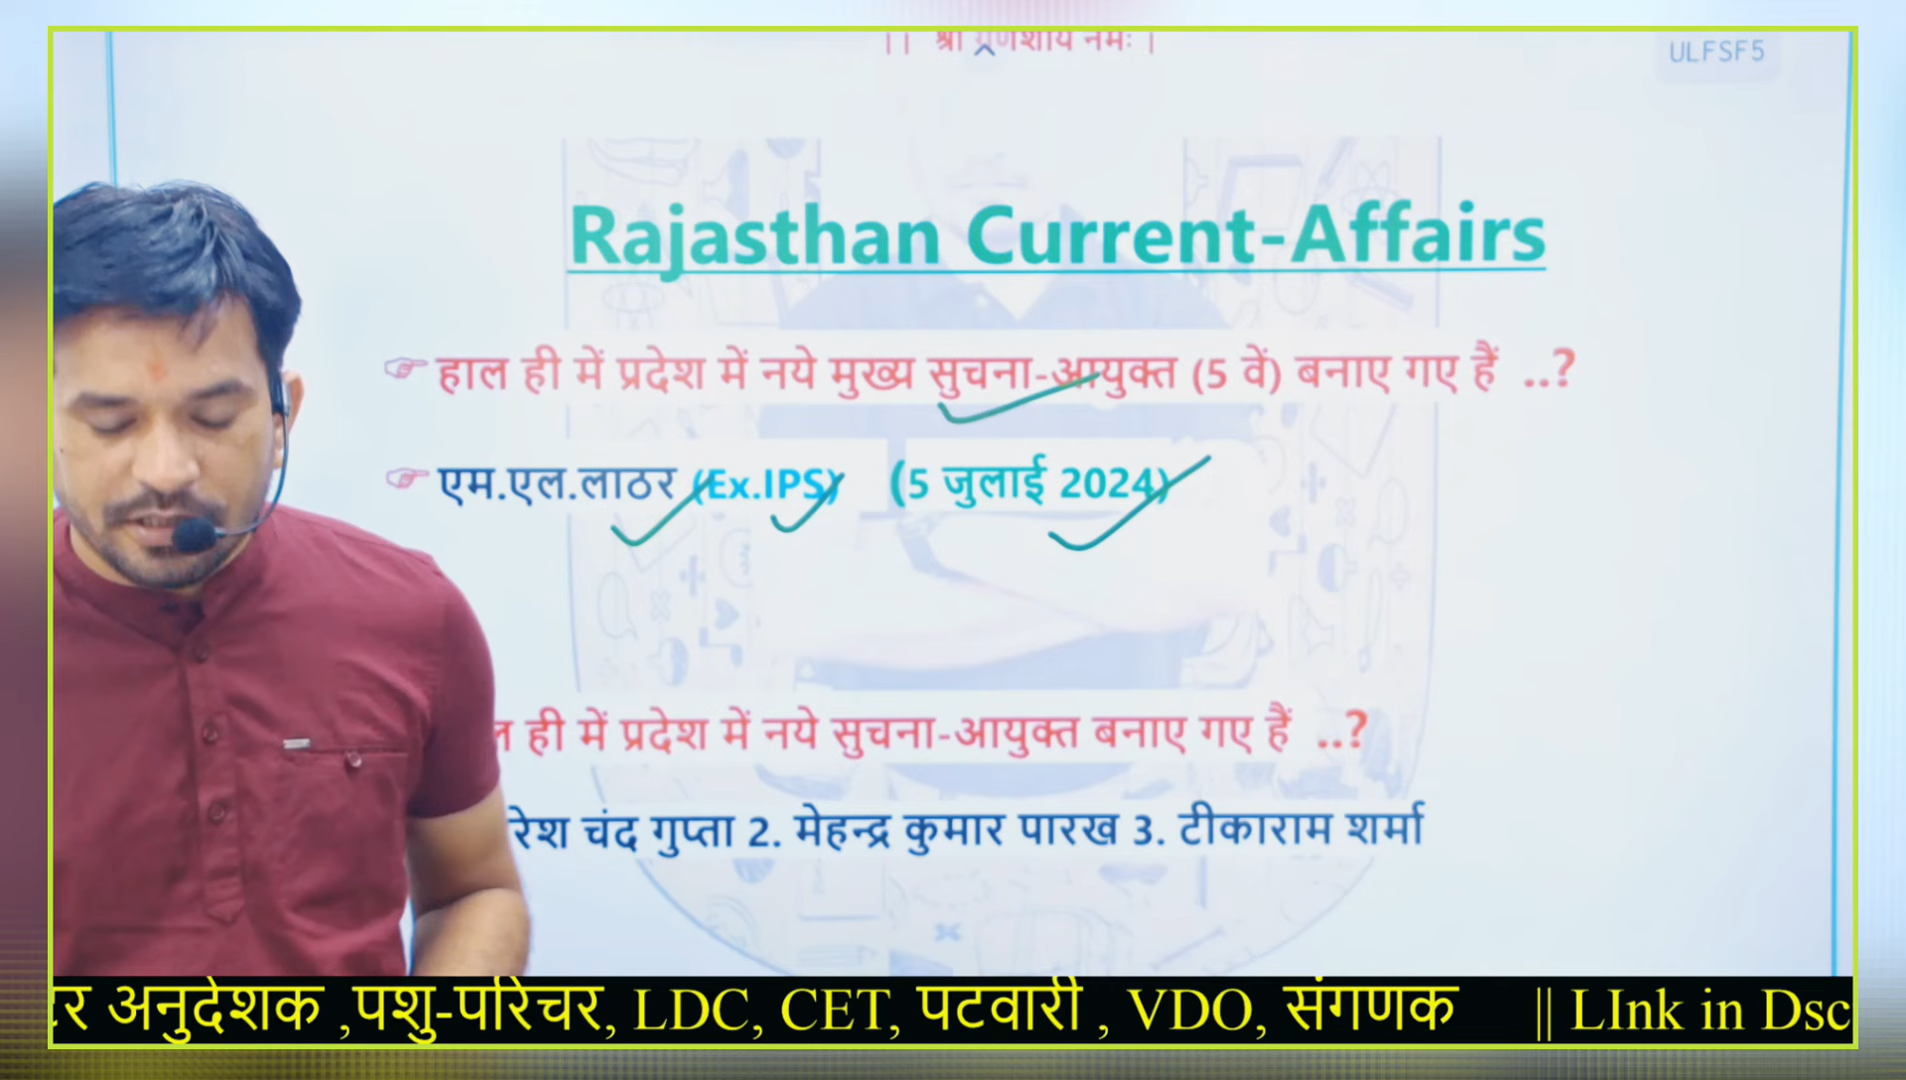 || श्री गणेशाय नमः |
ULFSF5
Rajasthan Current-Affairs
☞ हाल ही में प्रदेश में नये मुख्य सुचना-आयुक्त (5 वें) बनाए गए हैं ..?
☞ एम.एल.लाठर (Ex.IPS) (5 जुलाई 2024)
ही में प्रदेश में नये सुचना-आयुक्त बनाए गए हैं ..?
रेश चंद गुप्ता 2. मेहन्द्र कुमार पारख 3. टीकाराम शर्मा
अनुदेशक ,पशु-परिचर, LDC, CET, पटवारी , VDO, संगणक || LInk in Dsc